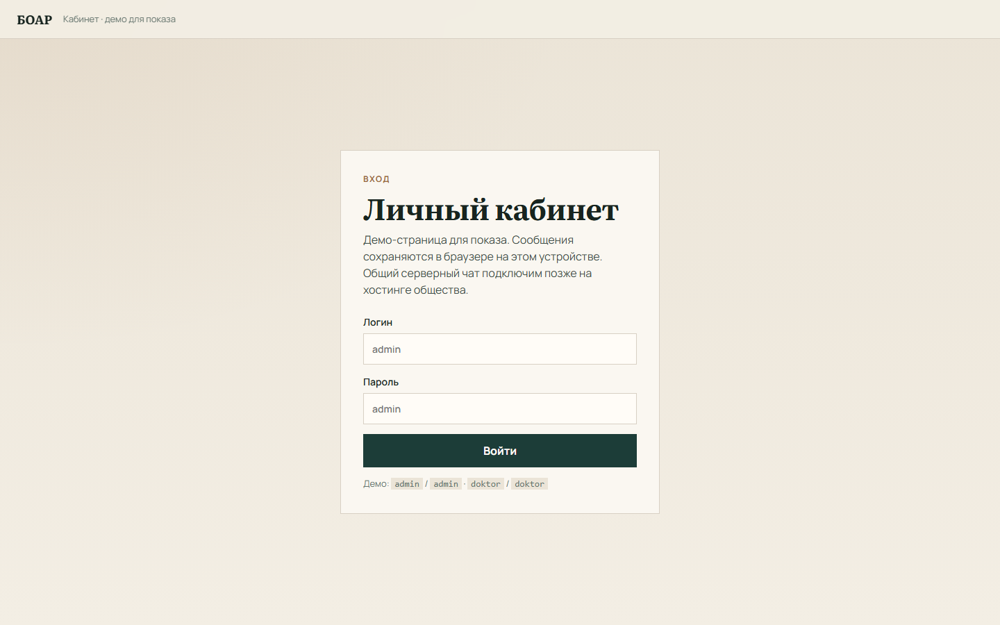 БОАР Кабинет · демо для показа
ВХОД
Личный кабинет
Демо-страница для показа. Сообщения
сохраняются в браузере на этом устройстве.
Общий серверный чат подключим позже на
хостинге общества.
Логин
admin
Пароль
admin
Войти
Демо: admin / admin · doktor / doktor